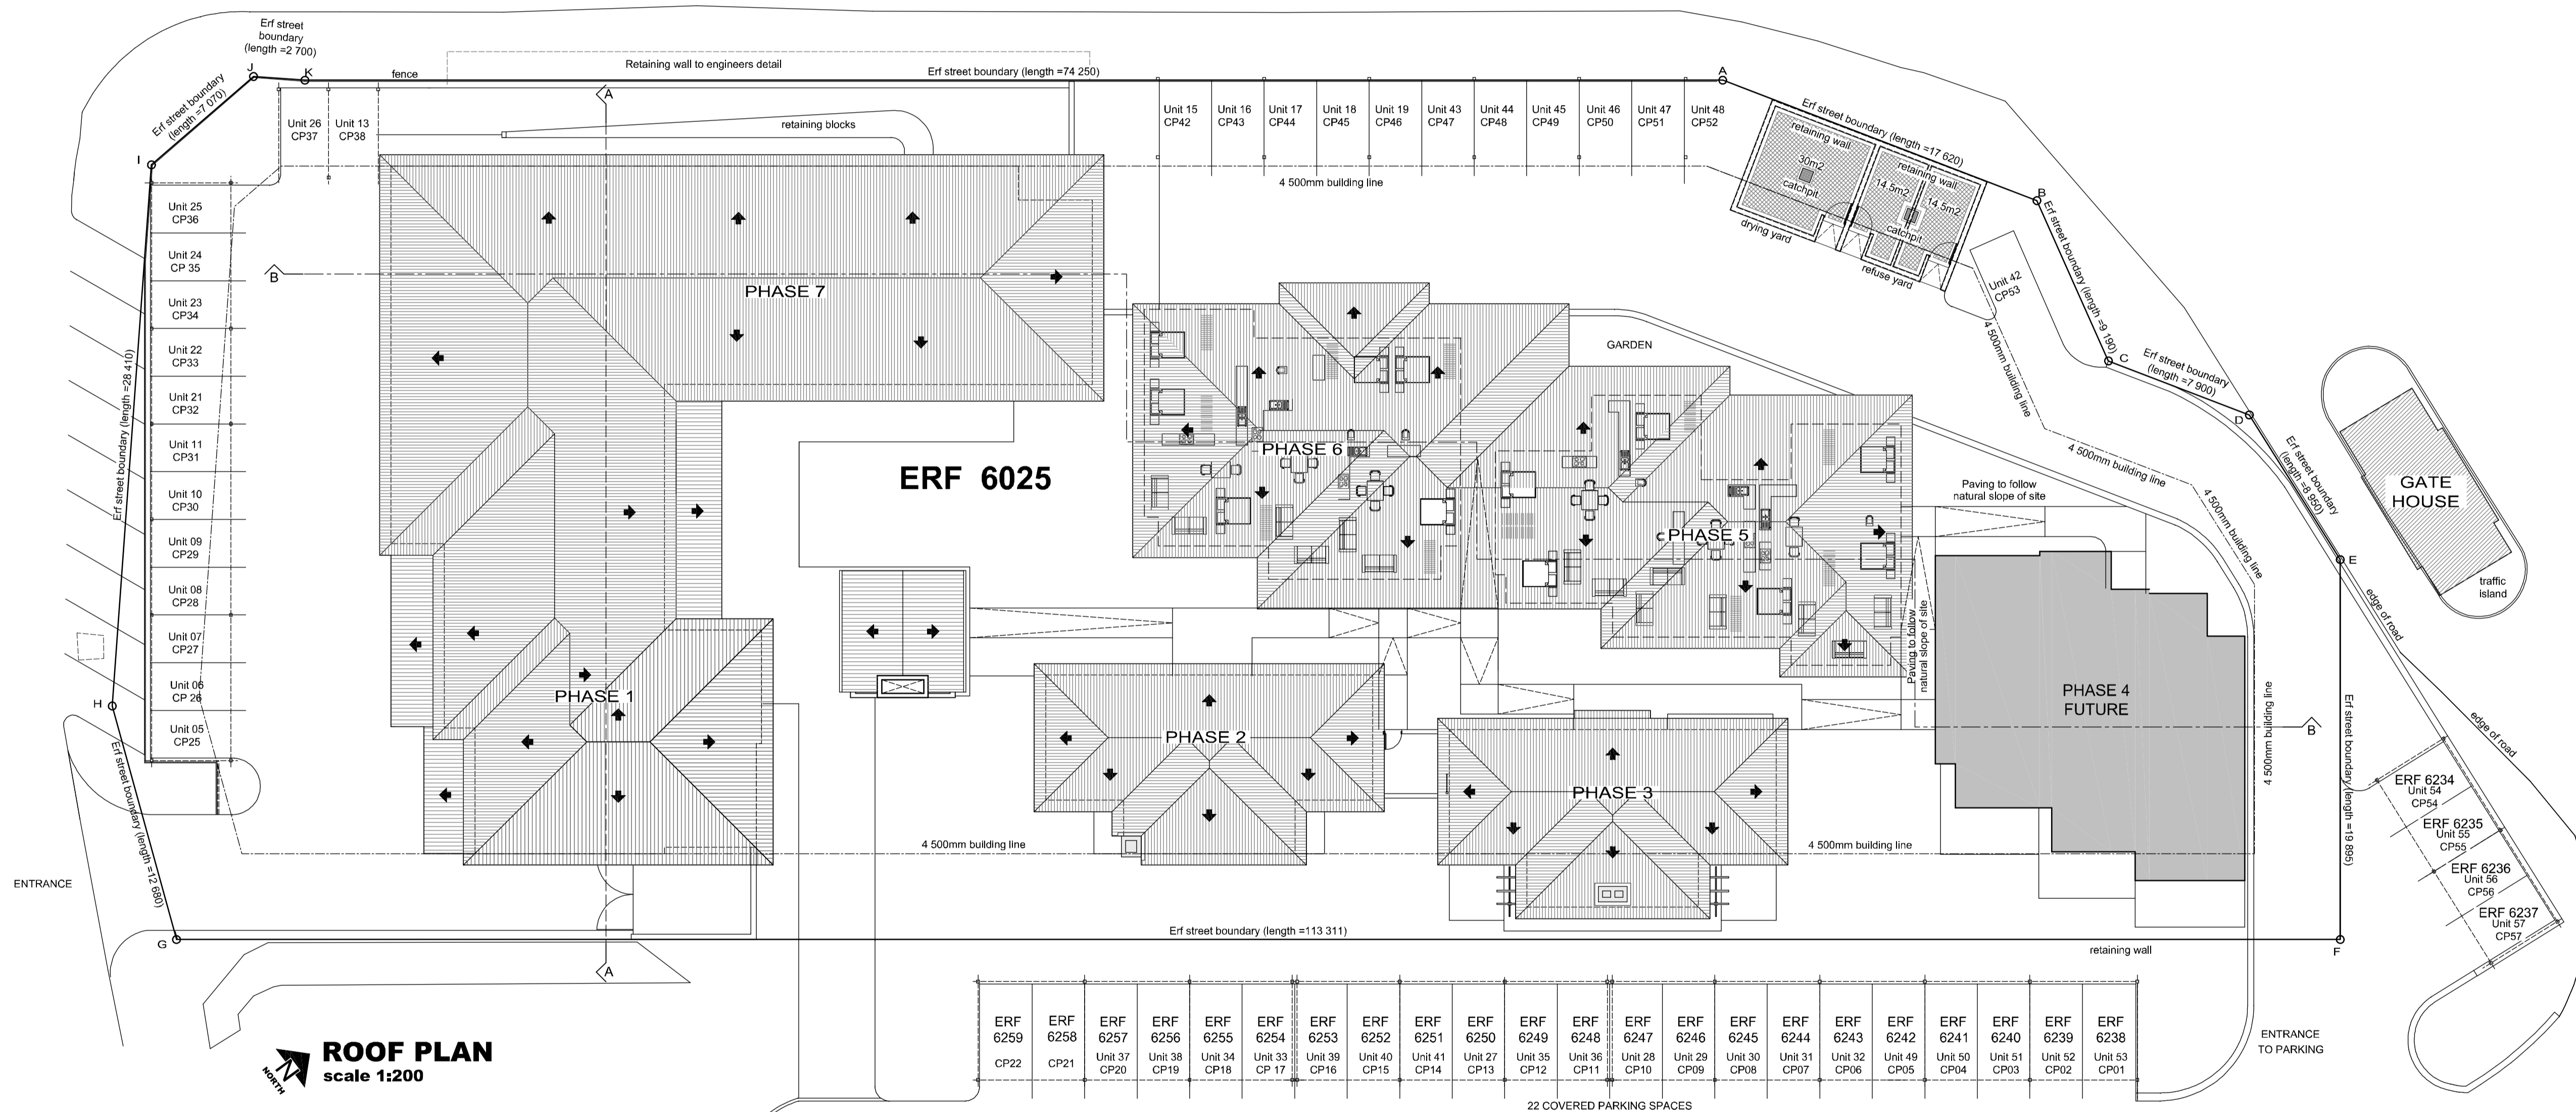 Erf street
boundary
(length =2 700)
J
K
fence
Retaining wall to engineers detail
Erf street boundary (length =74 250)
A
Erf street boundary
(length =7 070)
I
A
Unit 26
CP37
Unit 13
CP38
retaining blocks
Unit 15
CP42
Unit 16
CP43
Unit 17
CP44
Unit 18
CP45
Unit 19
CP46
Unit 43
CP47
Unit 44
CP48
Unit 45
CP49
Unit 46
CP50
Unit 47
CP51
Unit 48
CP52
4 500mm building line
Erf street boundary (length =17 620)
retaining wall
30m2
catchpit
drying yard
retaining wall
14.5m2
14.5m2
catchpit
refuse yard
B
Erf street boundary (length =9 190)
Unit 42
CP53
4 500mm building line
C
Erf street boundary
(length =7 900)
D
Erf street boundary
(length =8 950)
4 500mm building line
4 500mm building line
GATE
HOUSE
traffic
island
E
edge of road
edge of road
Unit 25
CP36
Unit 24
CP 35
Unit 23
CP34
Unit 22
CP33
Unit 21
CP32
Unit 11
CP31
Unit 10
CP30
Unit 09
CP29
Unit 08
CP28
Unit 07
CP27
Unit 06
CP 26
Unit 05
CP25
Erf street boundary (length =28 410)
H
Erf street boundary (length =12 680)
G
ENTRANCE
B
PHASE 7
PHASE 1
ERF 6025
PHASE 6
GARDEN
PHASE 5
Paving to follow
natural slope of site
Paving to follow
natural slope of site
PHASE 4
FUTURE
B
4 500mm building line
Erf street boundary (length =19 895)
PHASE 2
PHASE 3
4 500mm building line
4 500mm building line
Erf street boundary (length =113 311)
retaining wall
F
A
ERF 6234
Unit 54
CP54
ERF 6235
Unit 55
CP55
ERF 6236
Unit 56
CP56
ERF 6237
Unit 57
CP57
ERF
6259
CP22
ERF
6258
CP21
ERF
6257
Unit 37
CP20
ERF
6256
Unit 38
CP19
ERF
6255
Unit 34
CP18
ERF
6254
Unit 33
CP 17
ERF
6253
Unit 39
CP16
ERF
6252
Unit 40
CP15
ERF
6251
Unit 41
CP14
ERF
6250
Unit 27
CP13
ERF
6249
Unit 35
CP12
ERF
6248
Unit 36
CP11
ERF
6247
Unit 28
CP10
ERF
6246
Unit 29
CP09
ERF
6245
Unit 30
CP08
ERF
6244
Unit 31
CP07
ERF
6243
Unit 32
CP06
ERF
6242
Unit 49
CP05
ERF
6241
Unit 50
CP04
ERF
6240
Unit 51
CP03
ERF
6239
Unit 52
CP02
ERF
6238
Unit 53
CP01
ENTRANCE
TO PARKING
22 COVERED PARKING SPACES
N
NORTH
ROOF PLAN
scale 1:200